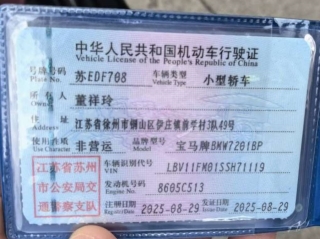 中华人民共和国机动车行驶证
Vehicle License of the People's Republic of China
号牌号码 Plate No. 苏EDF708 车辆类型 Vehicle Type 小型轿车
所有人 Owner 董祥玲
住址 Address 江苏省徐州市铜山区伊庄镇 村3队49号
使用性质 Use Character 非营运 品牌型号 宝马牌BMW7201BP
江苏省苏州市公安局交通警察支队
车辆识别代号 VIN LBV11FM01SSH71119
发动机号码 Engine No. 8605C513
注册日期 2025-08-29 发证日期 2025-08-29